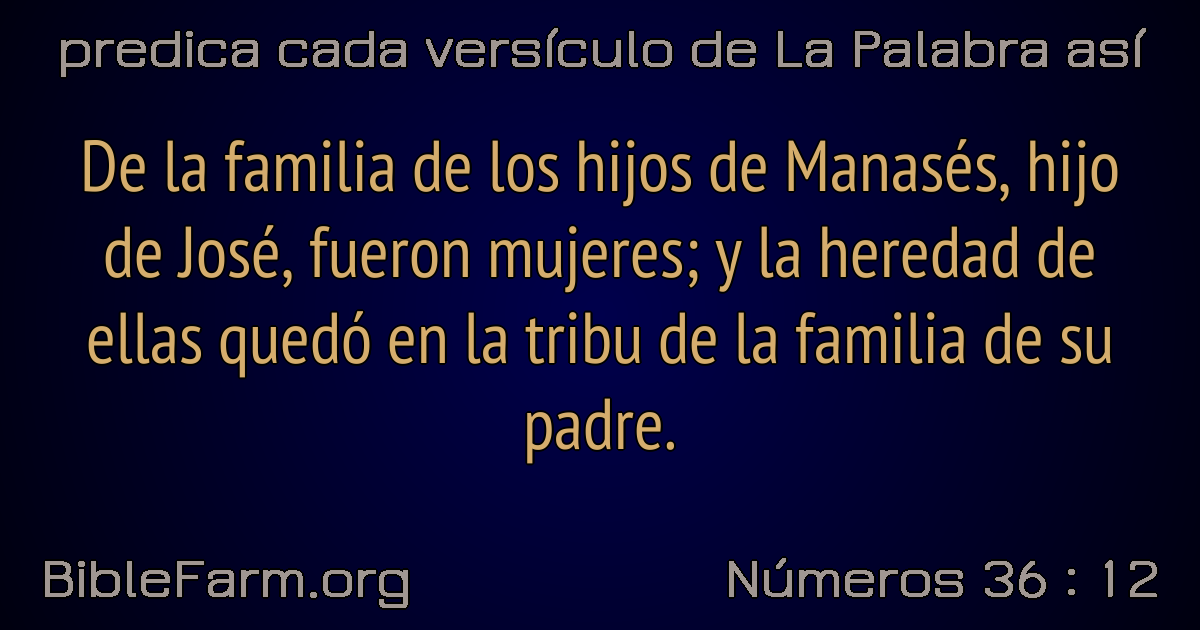 predica cada versículo de La Palabra así
De la familia de los hijos de Manasés, hijo
de José, fueron mujeres; y la heredad de
ellas quedó en la tribu de la familia de su
padre.
BibleFarm.org
Números 36 : 12